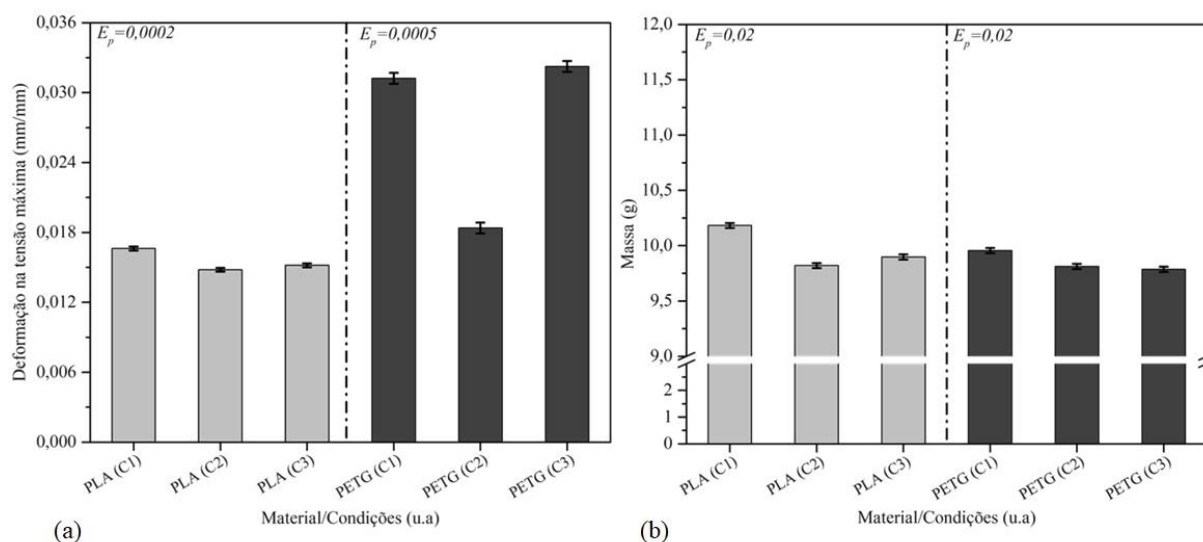 Deformação na tensão máxima (mm/mm)
0,036
0,030
0,024
0,018
0,012
0,006
0,000
E_p=0,0002
E_p=0,0005
PLA (C1)
PLA (C2)
PLA (C3)
PETG (C1)
PETG (C2)
PETG (C3)
Material/Condições (u.a)
(a)
Massa (g)
12,0
11,5
11,0
10,5
10,0
9,5
9,0
2
1
0
E_p=0,02
E_p=0,02
PLA (C1)
PLA (C2)
PLA (C3)
PETG (C1)
PETG (C2)
PETG (C3)
Material/Condições (u.a)
(b)